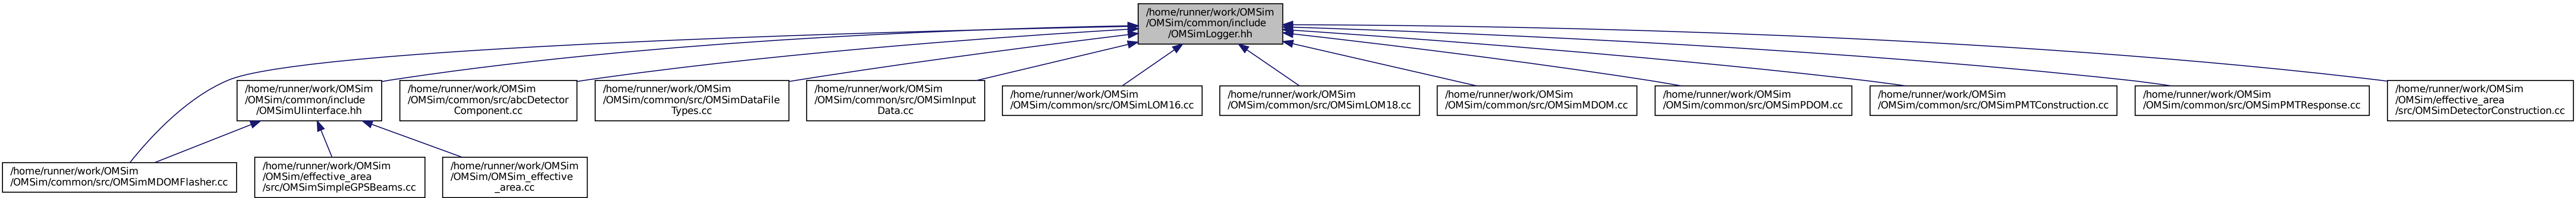 /home/runner/work/OMSim
/OMSim/common/include
/OMSimLogger.hh
/home/runner/work/OMSim
/OMSim/common/include
/OMSimUIinterface.hh
/home/runner/work/OMSim
/OMSim/common/src/abcDetector
Component.cc
/home/runner/work/OMSim
/OMSim/common/src/OMSimDataFile
Types.cc
/home/runner/work/OMSim
/OMSim/common/src/OMSimInput
Data.cc
/home/runner/work/OMSim
/OMSim/common/src/OMSimLOM16.cc
/home/runner/work/OMSim
/OMSim/common/src/OMSimLOM18.cc
/home/runner/work/OMSim
/OMSim/common/src/OMSimMDOM.cc
/home/runner/work/OMSim
/OMSim/common/src/OMSimPDOM.cc
/home/runner/work/OMSim
/OMSim/common/src/OMSimPMTConstruction.cc
/home/runner/work/OMSim
/OMSim/common/src/OMSimPMTResponse.cc
/home/runner/work/OMSim
/OMSim/effective_area
/src/OMSimDetectorConstruction.cc
/home/runner/work/OMSim
/OMSim/common/src/OMSimMDOMFlasher.cc
/home/runner/work/OMSim
/OMSim/effective_area
/src/OMSimSimpleGPSBeams.cc
/home/runner/work/OMSim
/OMSim/OMSim_effective
_area.cc